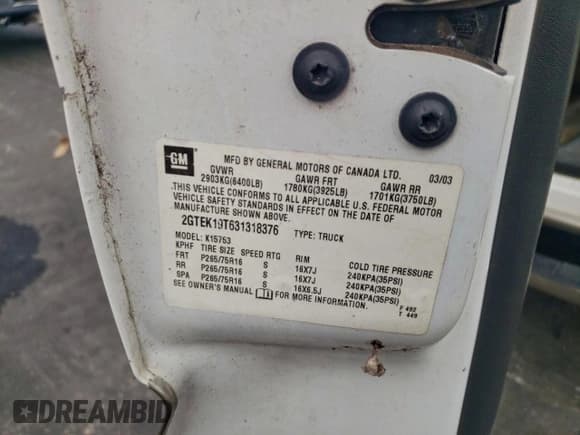 GM MFD BY GENERAL MOTORS OF CANADA LTD. 03/03
GVWR GAWR FRT GAWR RR
2903KG(6400LB) 1780KG(3925LB) 1701KG(3750LB)
THIS VEHICLE CONFORMS TO ALL APPLICABLE U.S. FEDERAL MOTOR
VEHICLE SAFETY STANDARDS IN EFFECT ON THE DATE OF
MANUFACTURE SHOWN ABOVE.
2GTEK19T631318376 TYPE: TRUCK
MODEL: K15753
KPHF TIRE SIZE SPEED RTG RIM COLD TIRE PRESSURE
FRT P265/75R16 S 16X7J 240KPA(35PSI)
RR P265/75R16 S 16X7J 240KPA(35PSI)
SPA P265/75R16 S 16X6.5J 240KPA(35PSI)
SEE OWNER'S MANUAL FOR MORE INFORMATION.
F 492
T 449
DREAMBID